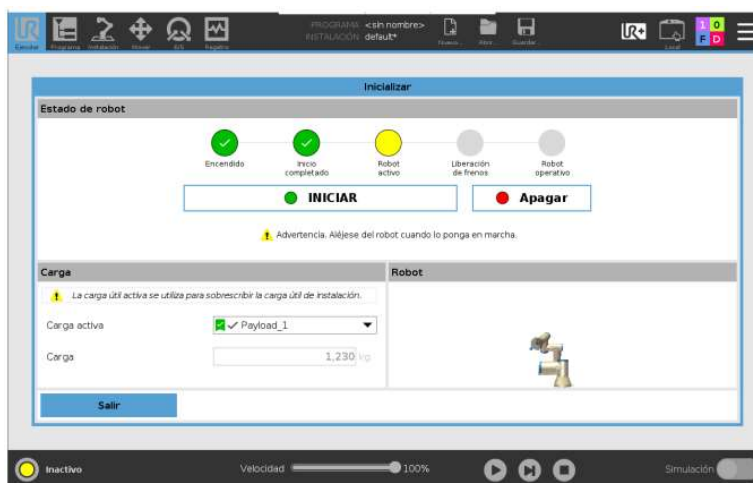 UR
Ejecutar Programa Instalación Mover E/S Registro
PROGRAMA <sin nombre>
INSTALACIÓN default*
Nuevo... Abrir... Guardar...
UR+
Local
1 0
F D
Inicializar
Estado de robot
Encendido Inicio completado Robot activo Liberación de frenos Robot operativo
INICIAR Apagar
Advertencia. Aléjese del robot cuando lo ponga en marcha.
Carga Robot
La carga útil activa se utiliza para sobrescribir la carga útil de instalación.
Carga activa Payload_1
Carga 1,230 kg
Salir
Inactivo Velocidad 100% Simulación